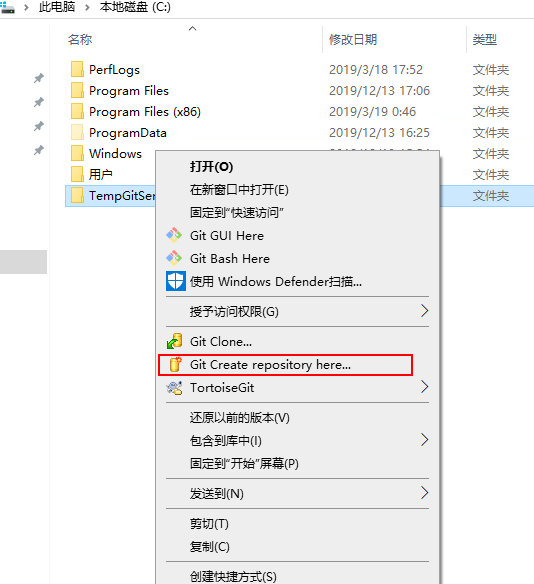 此电脑 › 本地磁盘 (C:)
名称 修改日期 类型
PerfLogs 2019/3/18 17:52 文件夹
Program Files 2019/12/13 17:06 文件夹
Program Files (x86) 2019/3/19 0:46 文件夹
ProgramData 2019/12/13 16:25 文件夹
Windows 文件夹
用户 文件夹
TempGitSer 文件夹
打开(O)
在新窗口中打开(E)
固定到"快速访问"
Git GUI Here
Git Bash Here
使用 Windows Defender扫描...
授予访问权限(G)
Git Clone...
Git Create repository here...
TortoiseGit
还原以前的版本(V)
包含到库中(I)
固定到"开始"屏幕(P)
发送到(N)
剪切(T)
复制(C)
创建快捷方式(S)